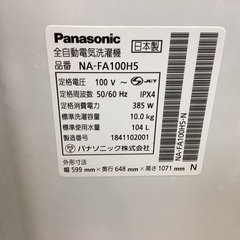 Panasonic
日本製
全自動電気洗濯機
品番 NA-FA100H5
定格電圧 100 V～ JET
定格周波数 50/60 Hz IPX4
定格消費電力 385 W
標準洗濯容量 10.0 kg
標準使用水量 104 L
製造番号 1841102001
パナソニック株式会社
外形寸法
幅 599 mm×奥行 648 mm×高さ 1071 mm N
NA-FA100H5-N